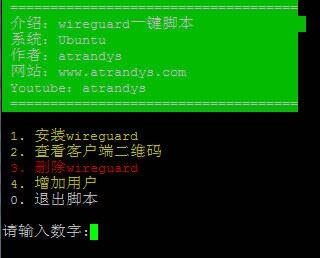 ====================================
介绍：wireguard一键脚本
系统：Ubuntu
作者：atrandys
网站：www.atrandys.com
Youtube：atrandys
====================================
1. 安装wireguard
2. 查看客户端二维码
3. 删除wireguard
4. 增加用户
0. 退出脚本
请输入数字: